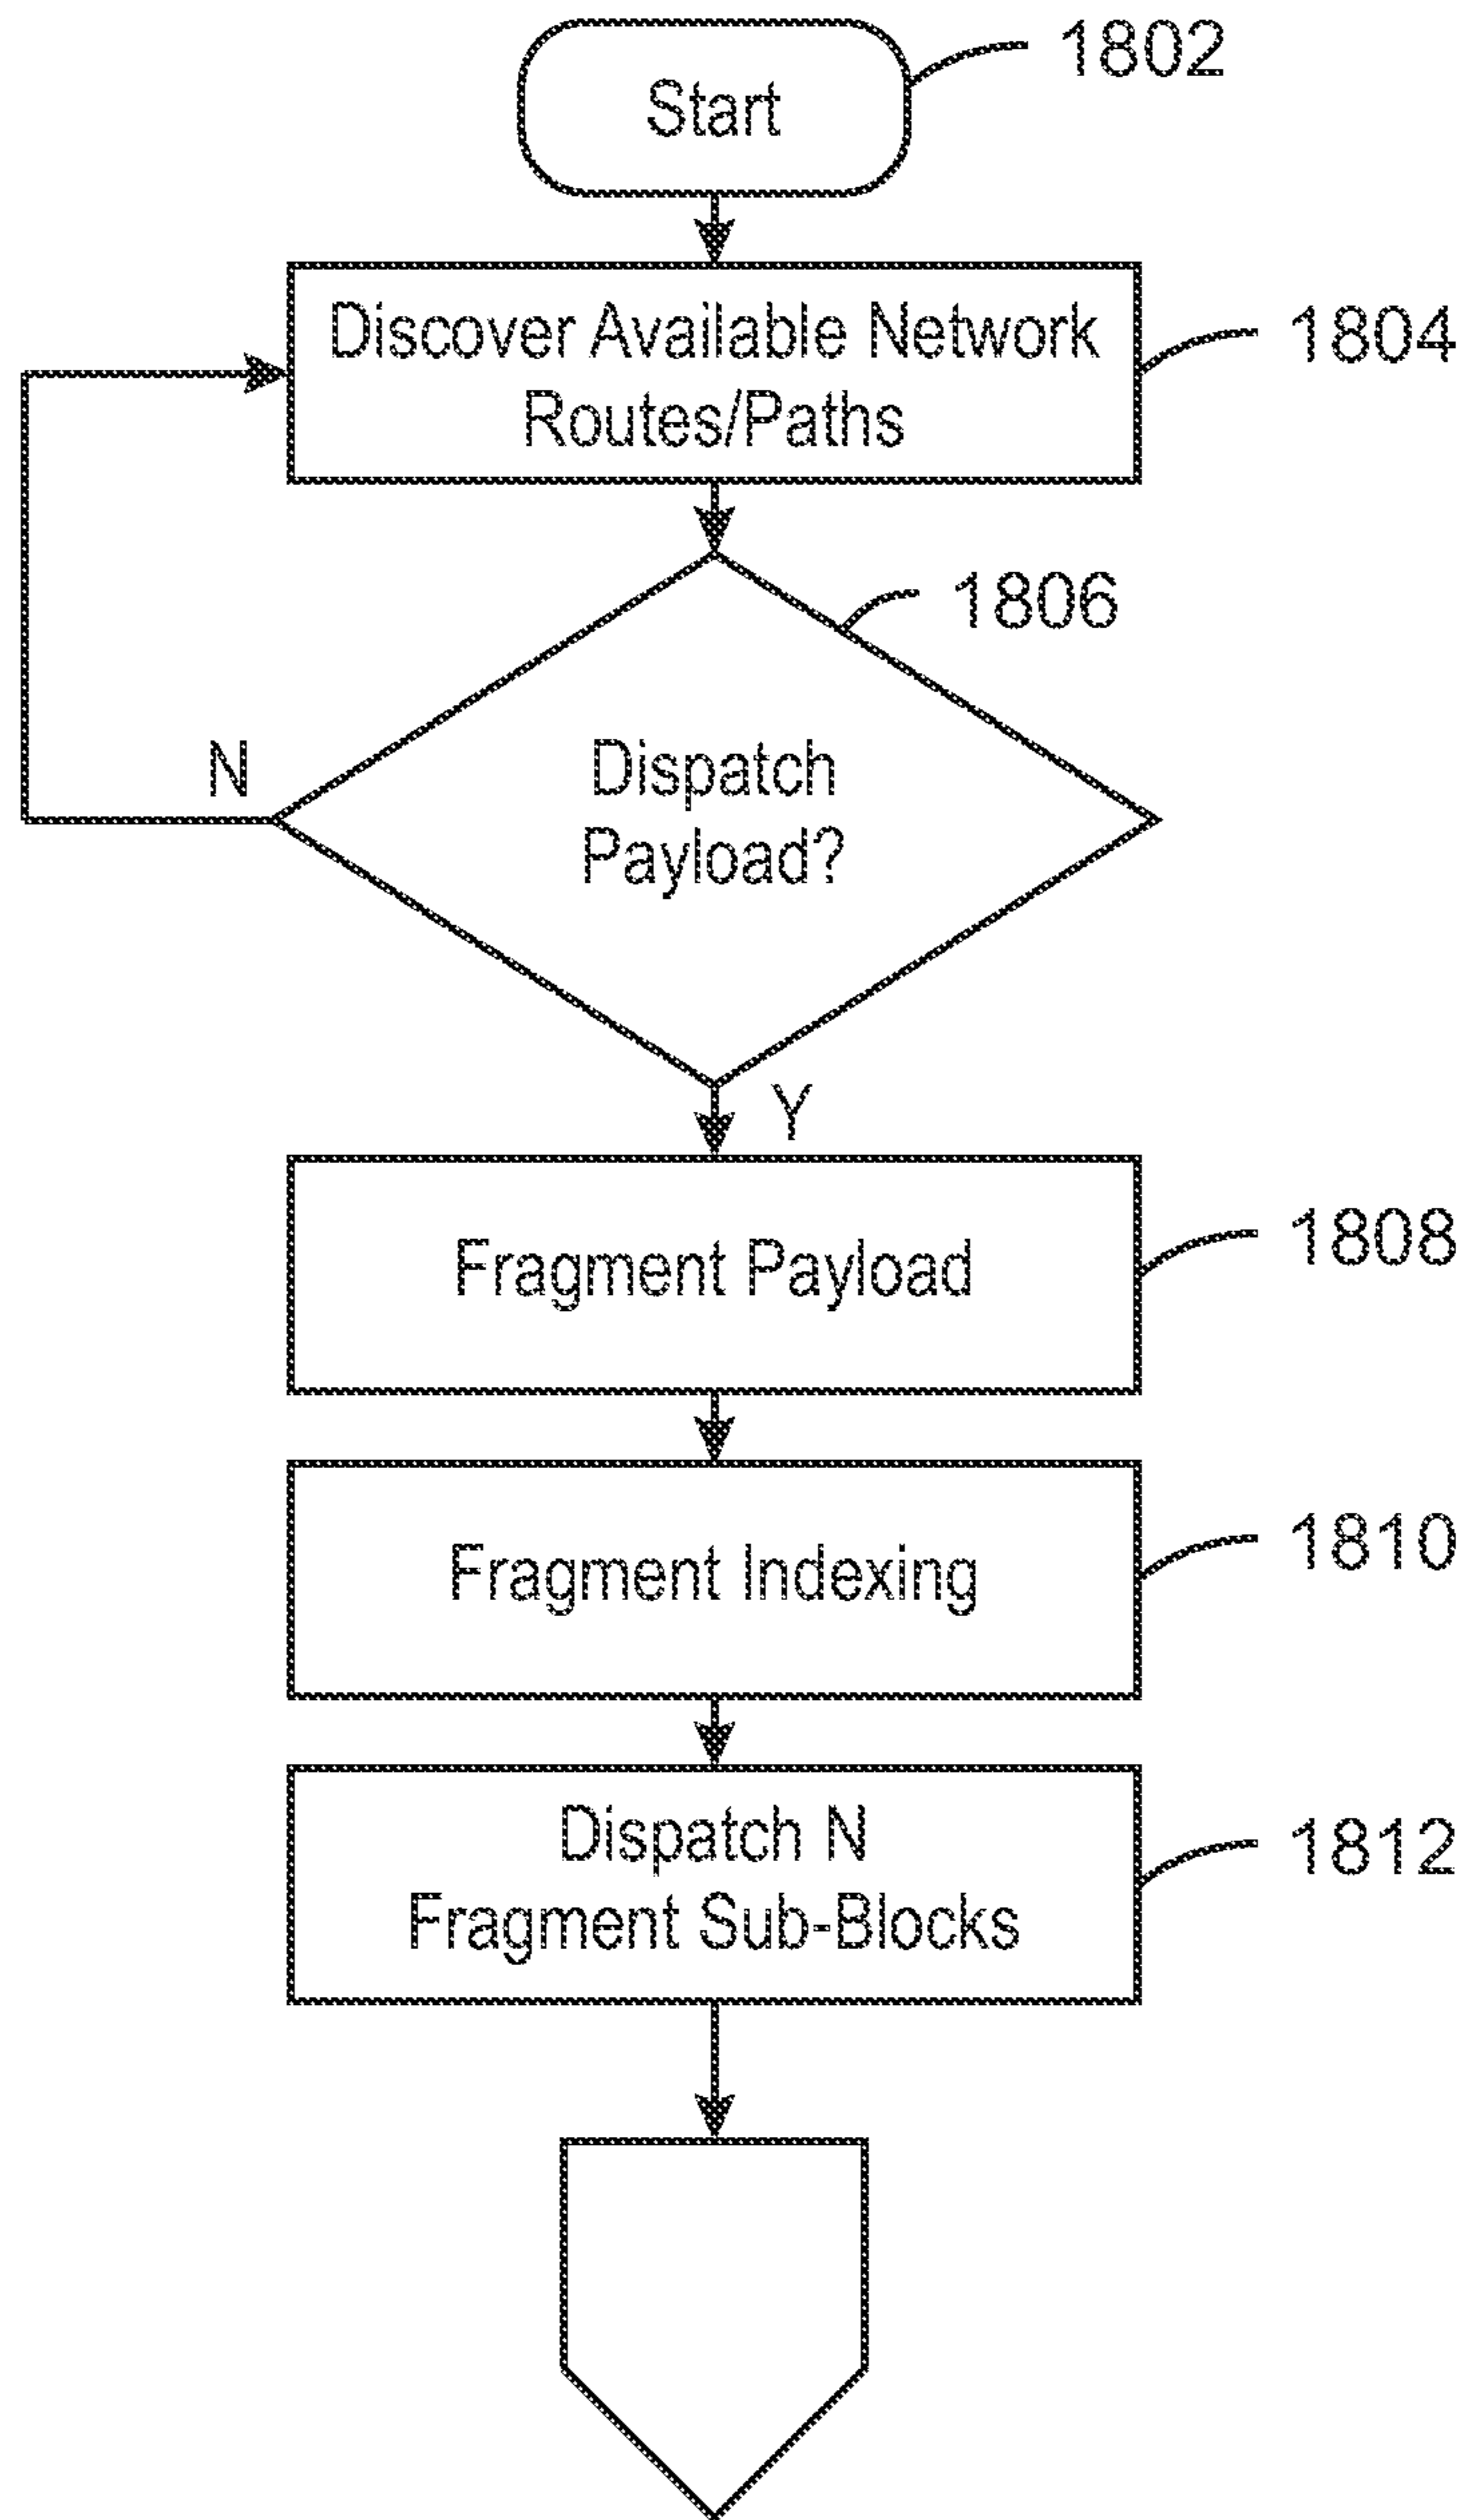 Start
1802
Discover Available Network
Routes/Paths
1804
1806
Dispatch
Payload?
N
Y
Fragment Payload
1808
Fragment Indexing
1810
Dispatch N
Fragment Sub-Blocks
1812